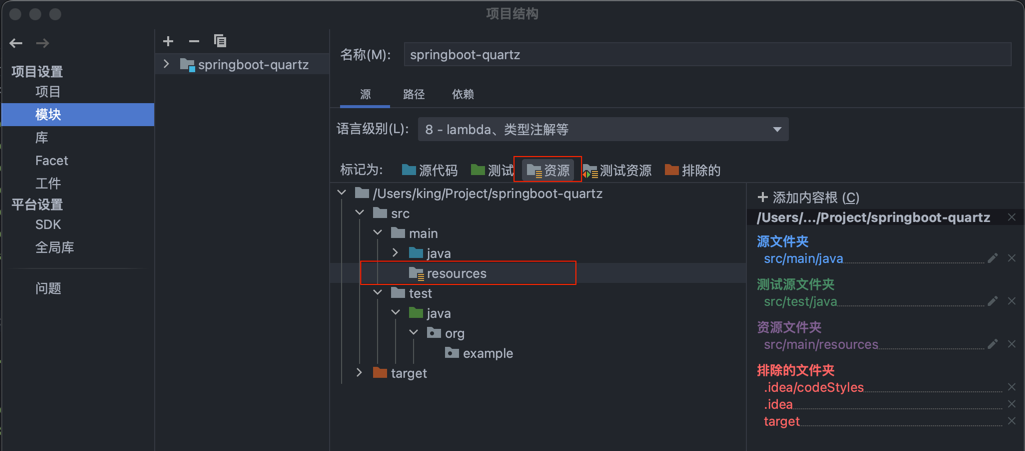 项目结构
项目设置
项目
模块
库
Facet
工件
平台设置
SDK
全局库
问题
springboot-quartz
名称(M):
springboot-quartz
源
路径
依赖
语言级别(L):
8 - lambda、类型注解等
标记为:
源代码
测试
资源
测试资源
排除的
/Users/king/Project/springboot-quartz
src
main
java
resources
test
java
org
example
target
添加内容根 (C)
/Users/.../Project/springboot-quartz
源文件夹
src/main/java
测试源文件夹
src/test/java
资源文件夹
src/main/resources
排除的文件夹
.idea/codeStyles
.idea
target